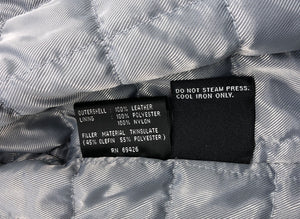 OUTERSHELL : 100% LEATHER
LINING : 100% POLYESTER
: 100% NYLON
FILLER MATERIAL THINSULATE
(45% OLEFIN 55% POLYESTER)
RN 69426
DO NOT STEAM PRESS.
COOL IRON ONLY.